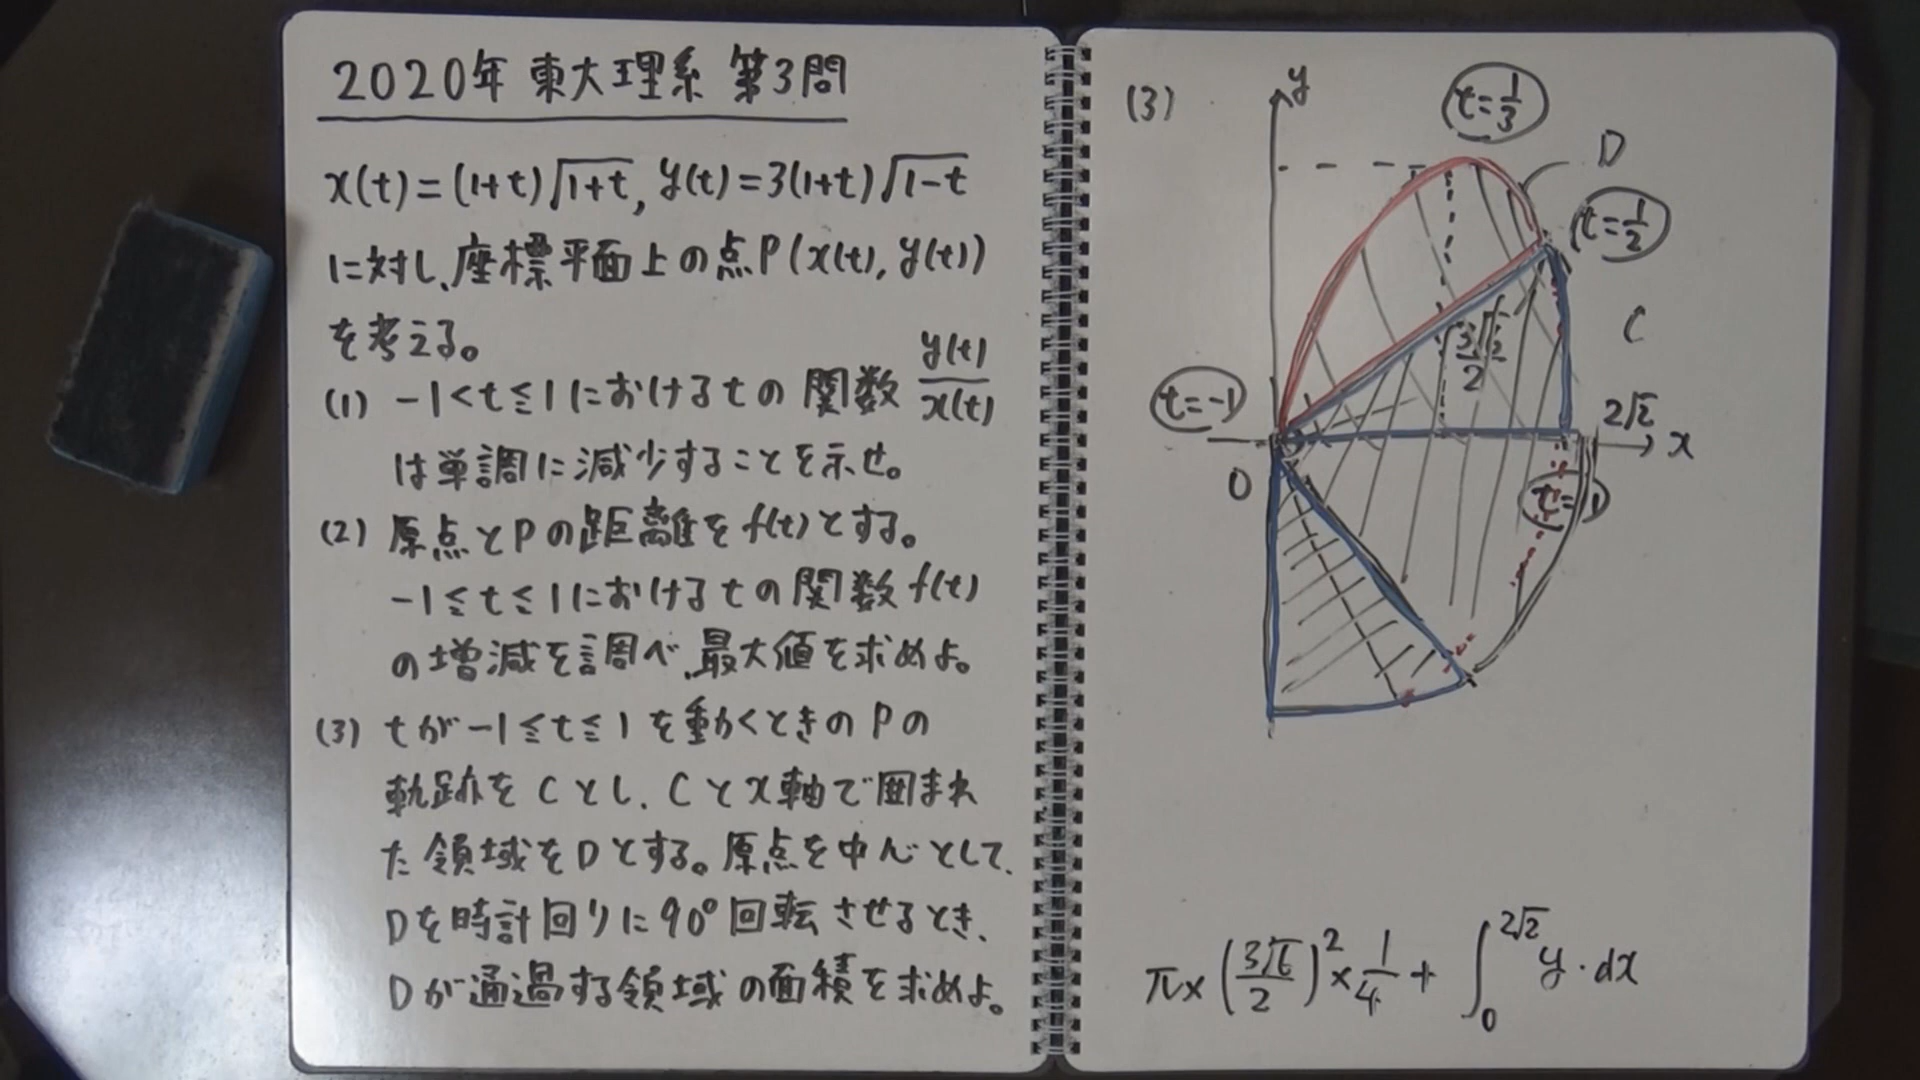 2020年 東大理系 第3問
x(t)=(1+t)√1+t, y(t)=3(1+t)√1-t
に対し、座標平面上の点P(x(t), y(t))
を考える。
(1) -1<t≦1におけるtの関数 y(t)/x(t)
は単調に減少することを示せ。
(2) 原点とPの距離をf(t)とする。
-1≦t≦1におけるtの関数f(t)
の増減を調べ、最大値を求めよ。
(3) tが-1≦t≦1を動くときのPの
軌跡をCとし、Cとx軸で囲まれ
た領域をDとする。原点を中心として、
Dを時計回りに90°回転させるとき、
Dが通過する領域の面積を求めよ。
(3)
y
t=1/3
D
t=1/2
C
t=-1
2√2
x
O
t=1
π×(3√6/2)²×1/4+∫₀^2√2 y・dx